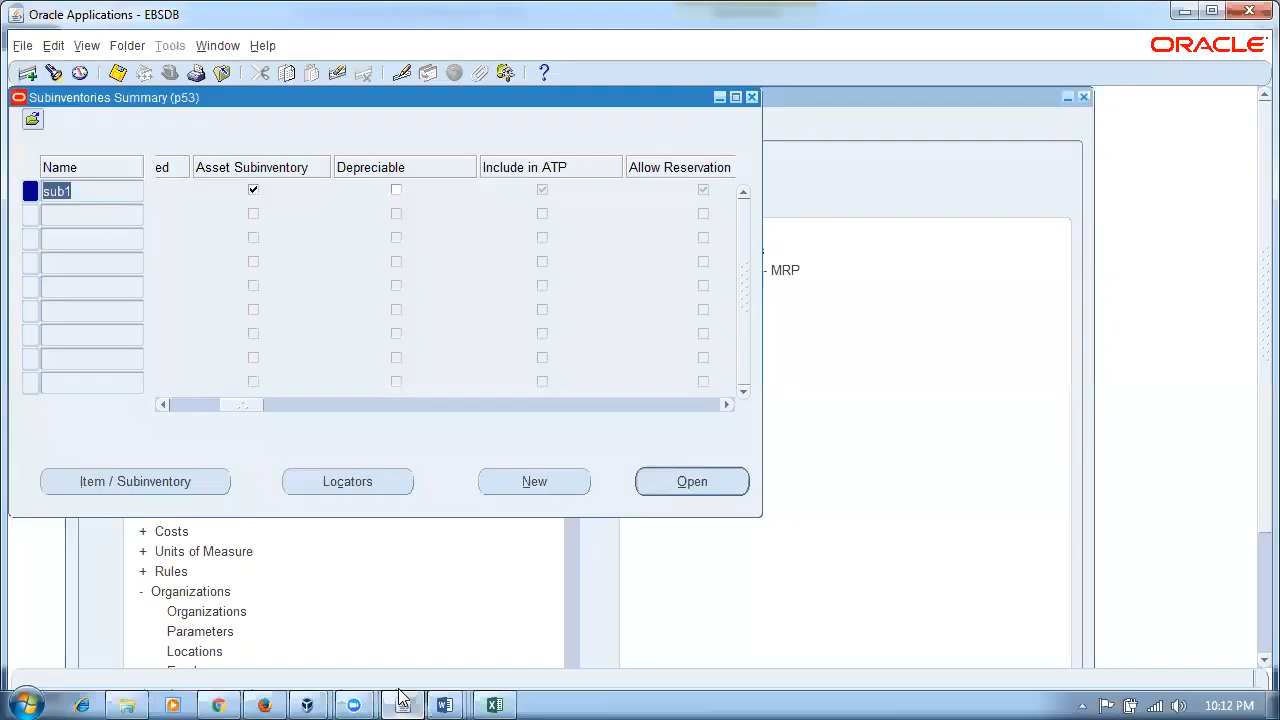 Oracle Applications - EBSDB
File Edit View Folder Tools Window Help
ORACLE
Subinventories Summary (p53)
Name ed Asset Subinventory Depreciable Include in ATP Allow Reservation
sub1
- MRP
Item / Subinventory Locators New Open
+ Costs
+ Units of Measure
+ Rules
- Organizations
Organizations
Parameters
Locations
10:12 PM